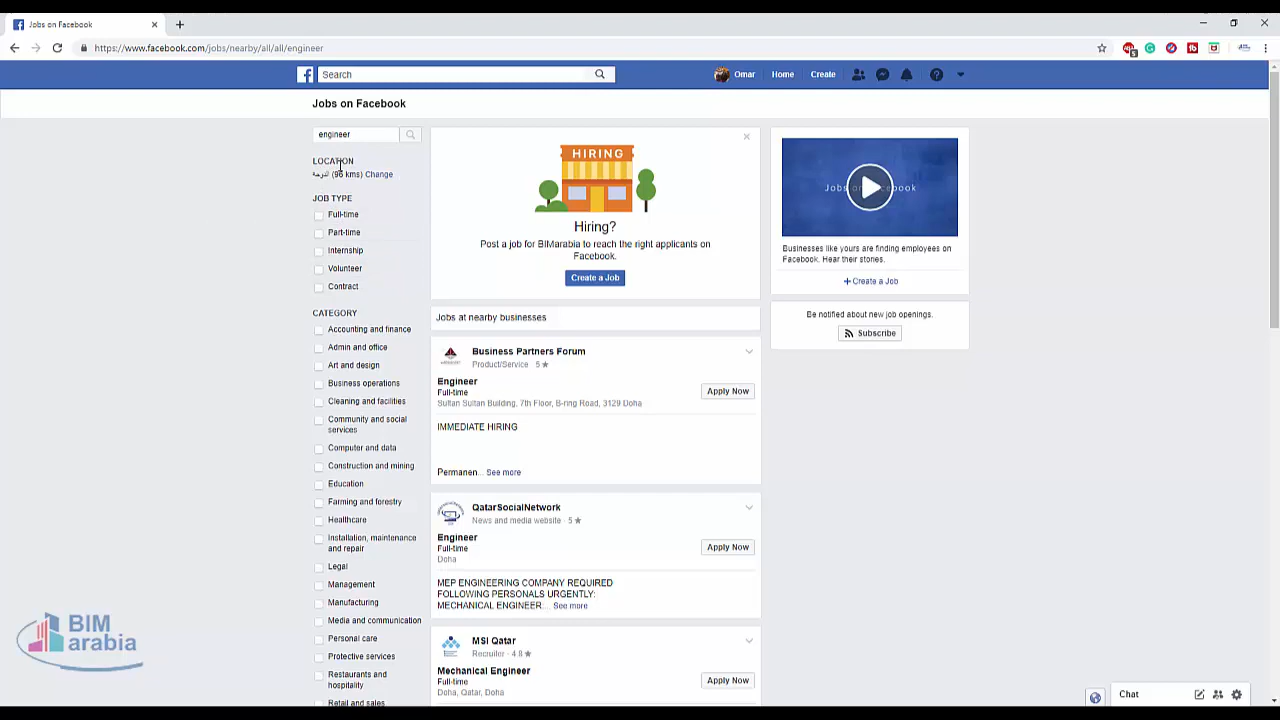 Jobs on Facebook
https://www.facebook.com/jobs/nearby/all/all/engineer
Search
Omar
Home
Create
Jobs on Facebook
engineer
LOCATION
الدوحة (96 kms) Change
JOB TYPE
Full-time
Part-time
Internship
Volunteer
Contract
CATEGORY
Accounting and finance
Admin and office
Art and design
Business operations
Cleaning and facilities
Community and social
services
Computer and data
Construction and mining
Education
Farming and forestry
Healthcare
Installation, maintenance
and repair
Legal
Management
Manufacturing
Media and communication
Personal care
Protective services
Restaurants and
hospitality
Retail and sales
HIRING
Hiring?
Post a job for BIMarabia to reach the right applicants on
Facebook.
Create a Job
Jobs at nearby businesses
Business Partners Forum
Product/Service 5 ★
Engineer
Full-time
Sultan Sultan Building, 7th Floor, B-ring Road, 3129 Doha
Apply Now
IMMEDIATE HIRING
Permanen... See more
QatarSocialNetwork
News and media website · 5 ★
Engineer
Full-time
Doha
Apply Now
MEP ENGINEERING COMPANY REQUIRED
FOLLOWING PERSONALS URGENTLY:
MECHANICAL ENGINEER... See more
MSI Qatar
Recruiter · 4.8 ★
Mechanical Engineer
Full-time
Doha, Qatar, Doha
Apply Now
Businesses like yours are finding employees on
Facebook. Hear their stories.
+ Create a Job
Be notified about new job openings.
Subscribe
Chat
BIM
arabia